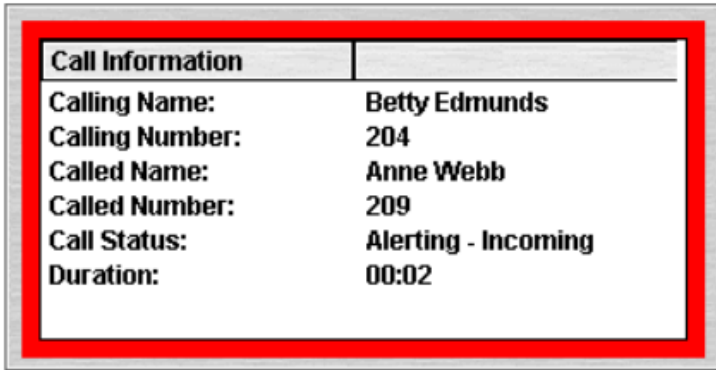 Call Information
Calling Name: Betty Edmunds
Calling Number: 204
Called Name: Anne Webb
Called Number: 209
Call Status: Alerting - Incoming
Duration: 00:02